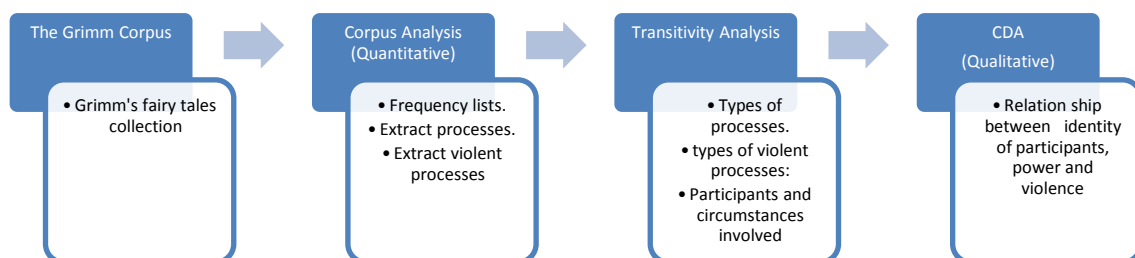 The Grimm Corpus
• Grimm's fairy tales
collection
Corpus Analysis
(Quantitative)
• Frequency lists.
• Extract processes.
• Extract violent
processes
Transitivity Analysis
• Types of
processes.
• types of violent
processes:
• Participants and
circumstances
involved
CDA
(Qualitative)
• Relation ship
between identity
of participants,
power and
violence